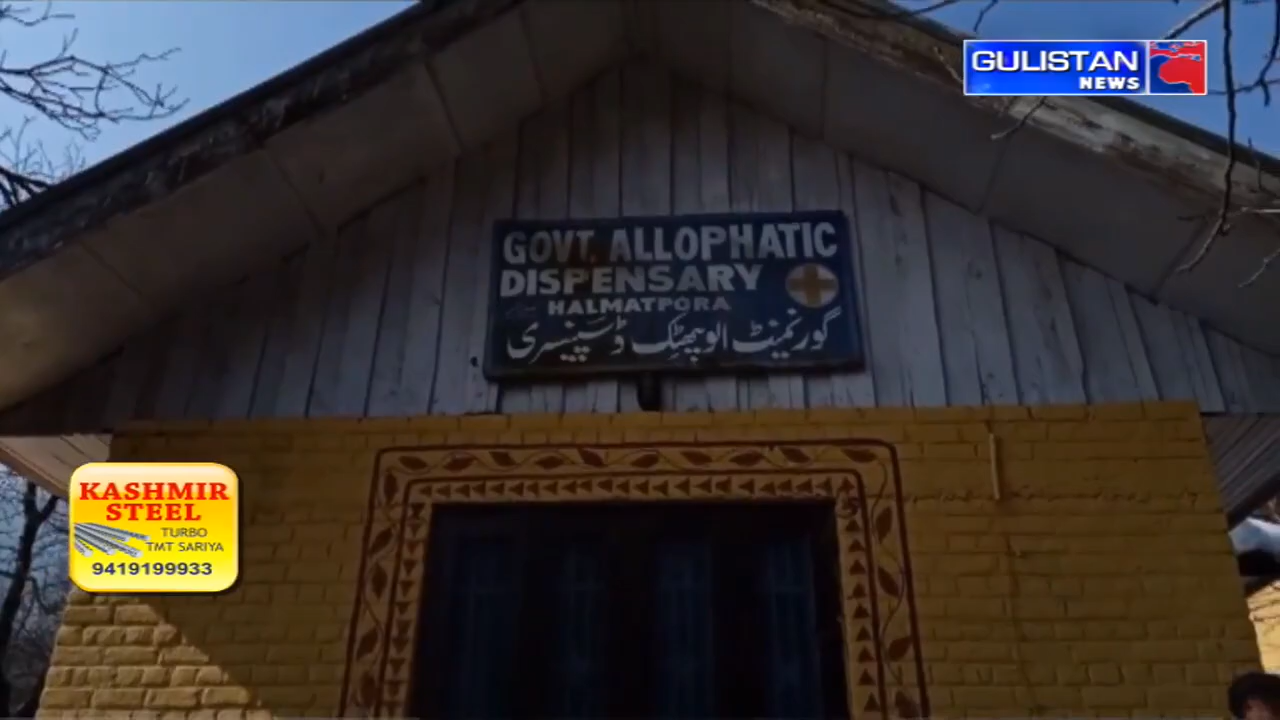 GULISTAN
NEWS
GOVT. ALLOPHATIC
DISPENSARY
HALMATPORA
گورنمنٹ الوپیتھک ڈسپنسری
KASHMIR
STEEL
TURBO
TMT SARIYA
9419199933